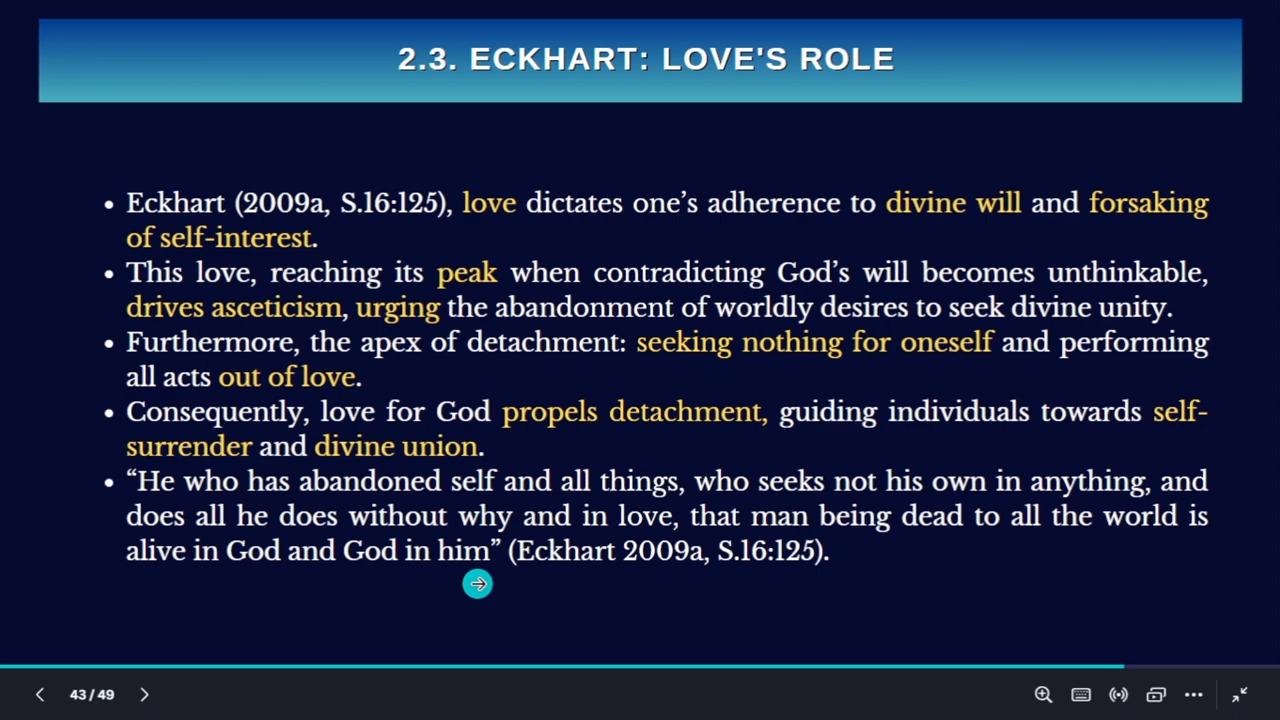 2.3. ECKHART: LOVE'S ROLE
• Eckhart (2009a, S.16:125), love dictates one’s adherence to divine will and forsaking
of self-interest.
• This love, reaching its peak when contradicting God’s will becomes unthinkable,
drives asceticism, urging the abandonment of worldly desires to seek divine unity.
• Furthermore, the apex of detachment: seeking nothing for oneself and performing
all acts out of love.
• Consequently, love for God propels detachment, guiding individuals towards self-
surrender and divine union.
• “He who has abandoned self and all things, who seeks not his own in anything, and
does all he does without why and in love, that man being dead to all the world is
alive in God and God in him” (Eckhart 2009a, S.16:125).
43 / 49